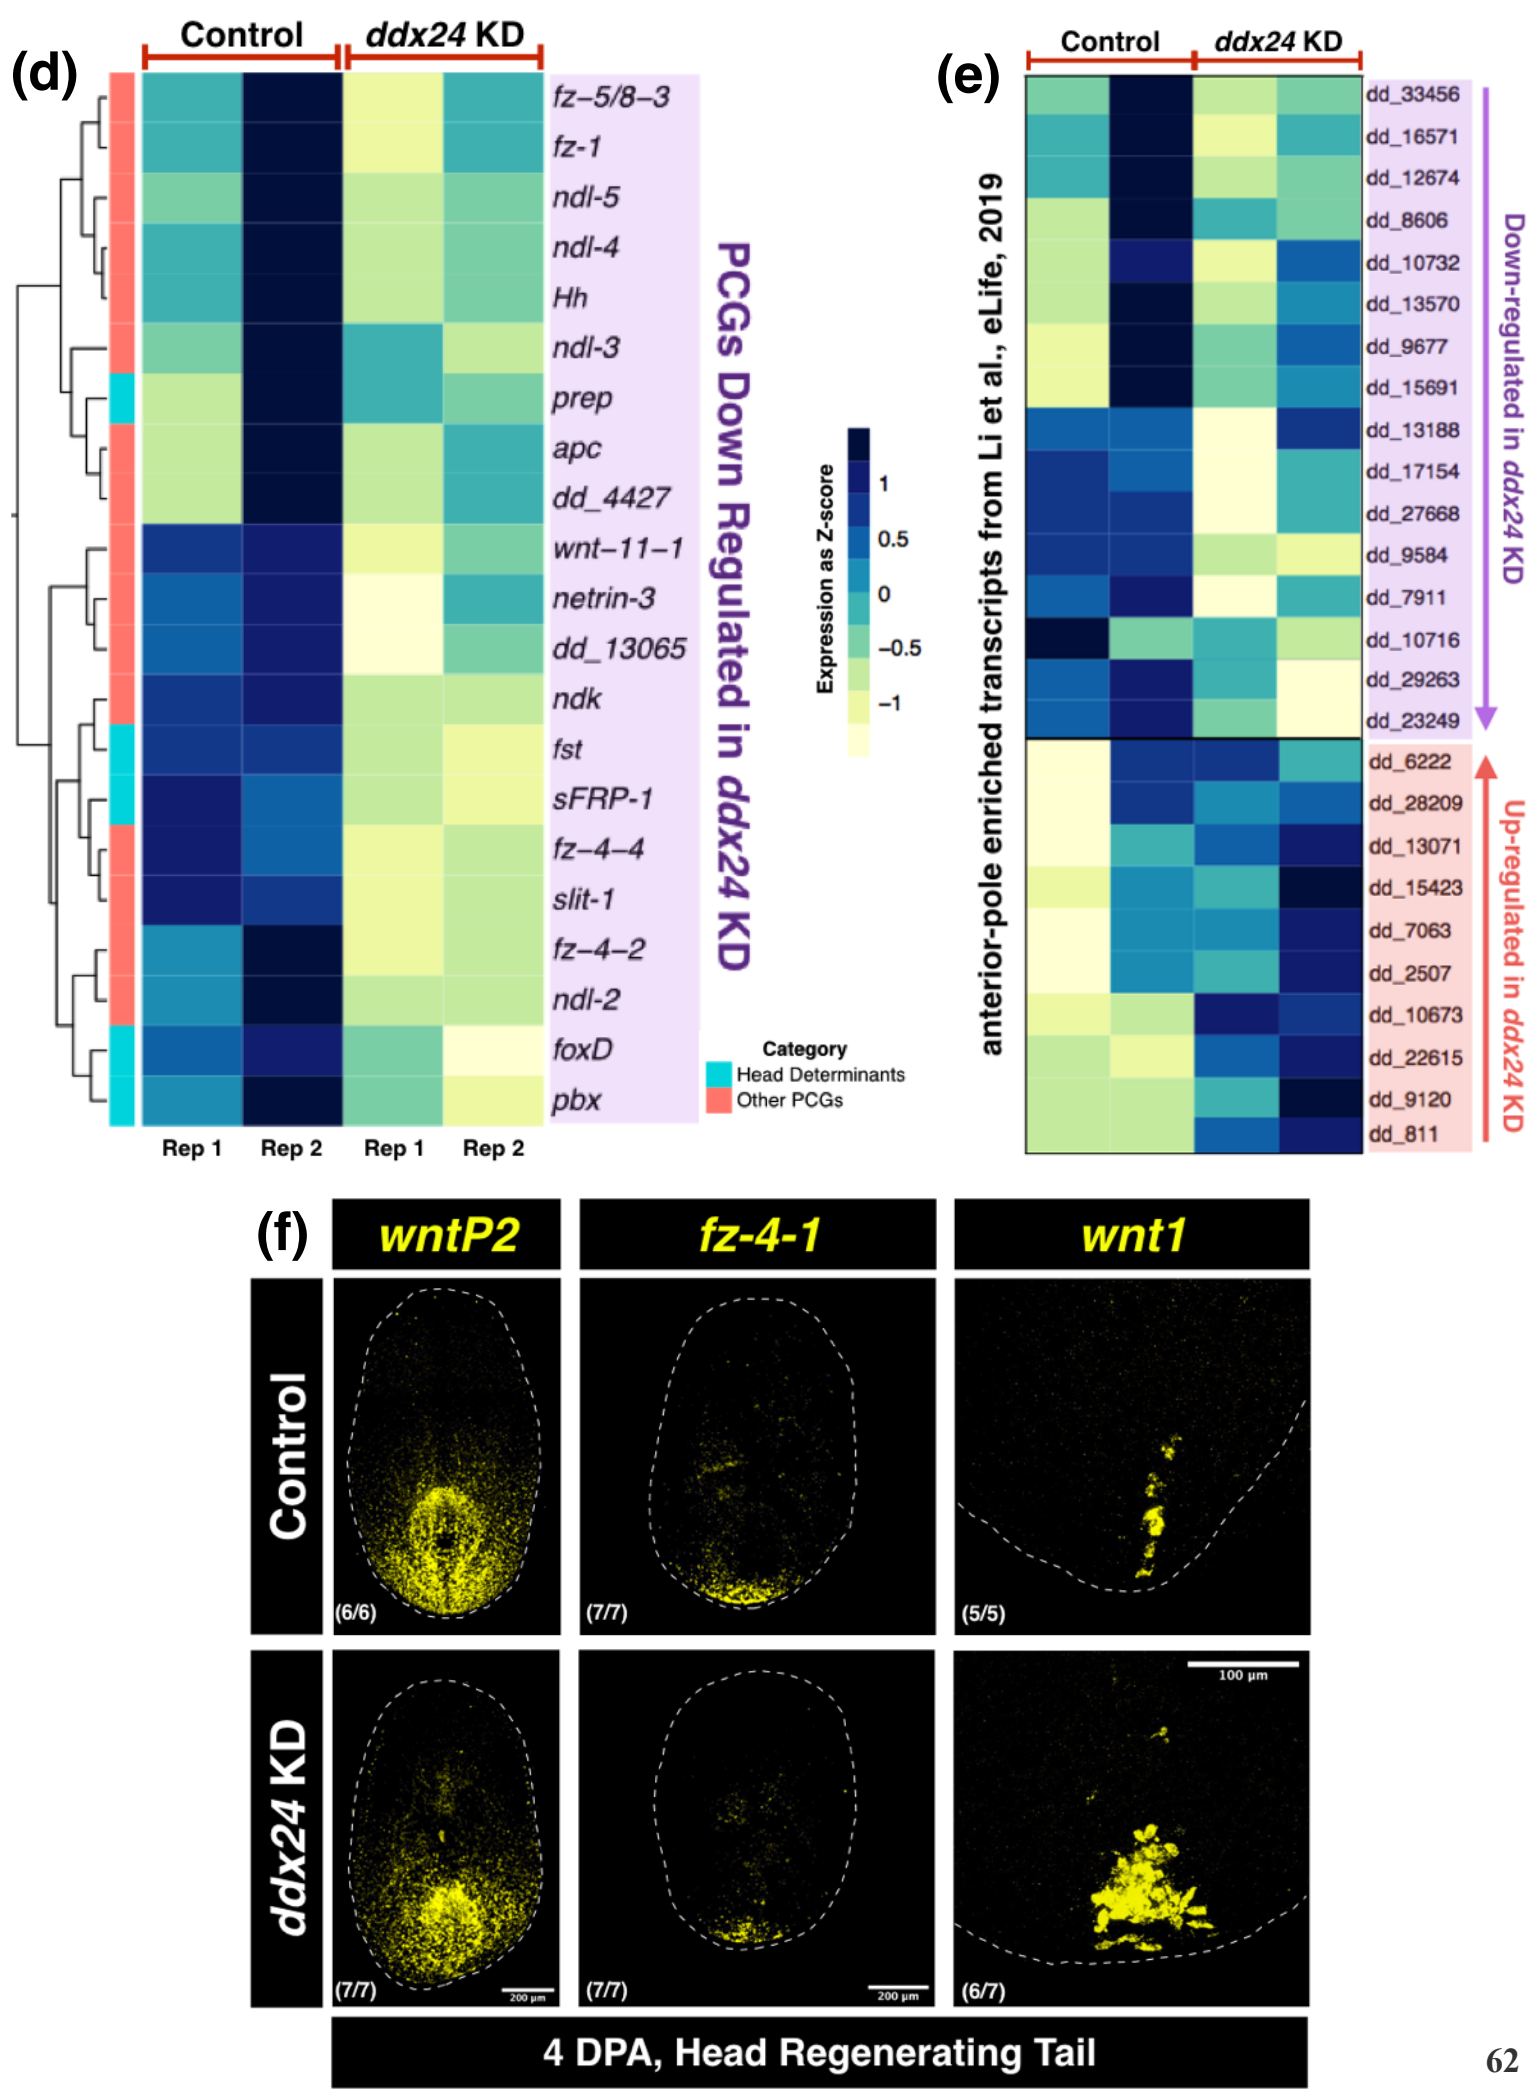 (d)
Control
ddx24 KD
fz–5/8–3
fz-1
ndl-5
ndl-4
Hh
ndl-3
prep
apc
dd_4427
wnt–11–1
netrin-3
dd_13065
ndk
fst
sFRP-1
fz–4–4
slit-1
fz–4–2
ndl-2
foxD
pbx
Rep 1
Rep 2
Rep 1
Rep 2
PCGs Down Regulated in ddx24 KD
Expression as Z-score
1
0.5
0
−0.5
−1
Category
Head Determinants
Other PCGs
(e)
Control
ddx24 KD
anterior-pole enriched transcripts from Li et al., eLife, 2019
dd_33456
dd_16571
dd_12674
dd_8606
dd_10732
dd_13570
dd_9677
dd_15691
dd_13188
dd_17154
dd_27668
dd_9584
dd_7911
dd_10716
dd_29263
dd_23249
dd_6222
dd_28209
dd_13071
dd_15423
dd_7063
dd_2507
dd_10673
dd_22615
dd_9120
dd_811
Down-regulated in ddx24 KD
Up-regulated in ddx24 KD
(f)
wntP2
fz-4-1
wnt1
Control
(6/6)
(7/7)
(5/5)
ddx24 KD
(7/7)
200 µm
(7/7)
200 µm
100 µm
(6/7)
4 DPA, Head Regenerating Tail
62